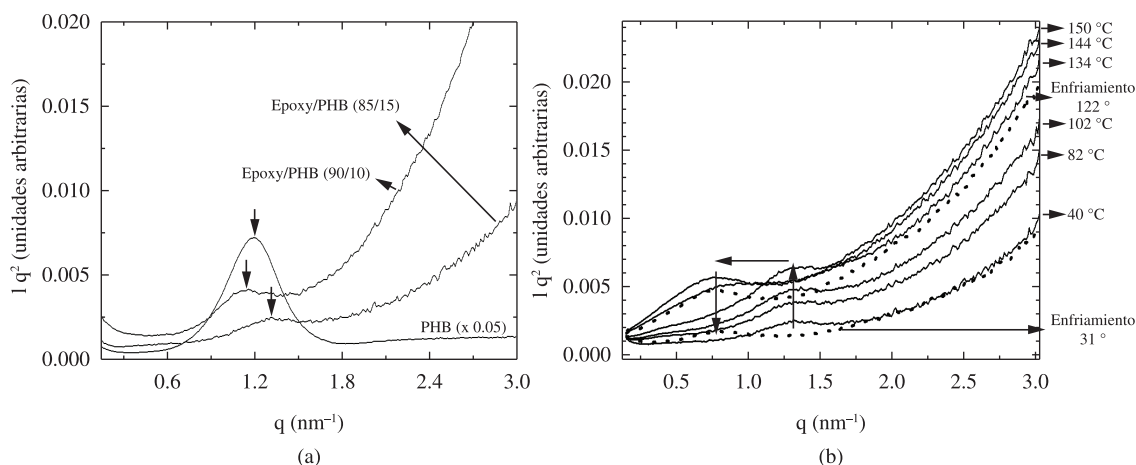 0.020
0.015
0.010
0.005
0.000
I q² (unidades arbitrarias)
Epoxy/PHB (85/15)
Epoxy/PHB (90/10)
PHB (x 0.05)
0.6
1.2
1.8
2.4
3.0
q (nm⁻¹)
(a)
0.020
0.015
0.010
0.005
0.000
I q² (unidades arbitrarias)
150 °C
144 °C
134 °C
Enfriamiento
122 °
102 °C
82 °C
40 °C
Enfriamiento
31 °
0.5
1.0
1.5
2.0
2.5
3.0
q (nm⁻¹)
(b)